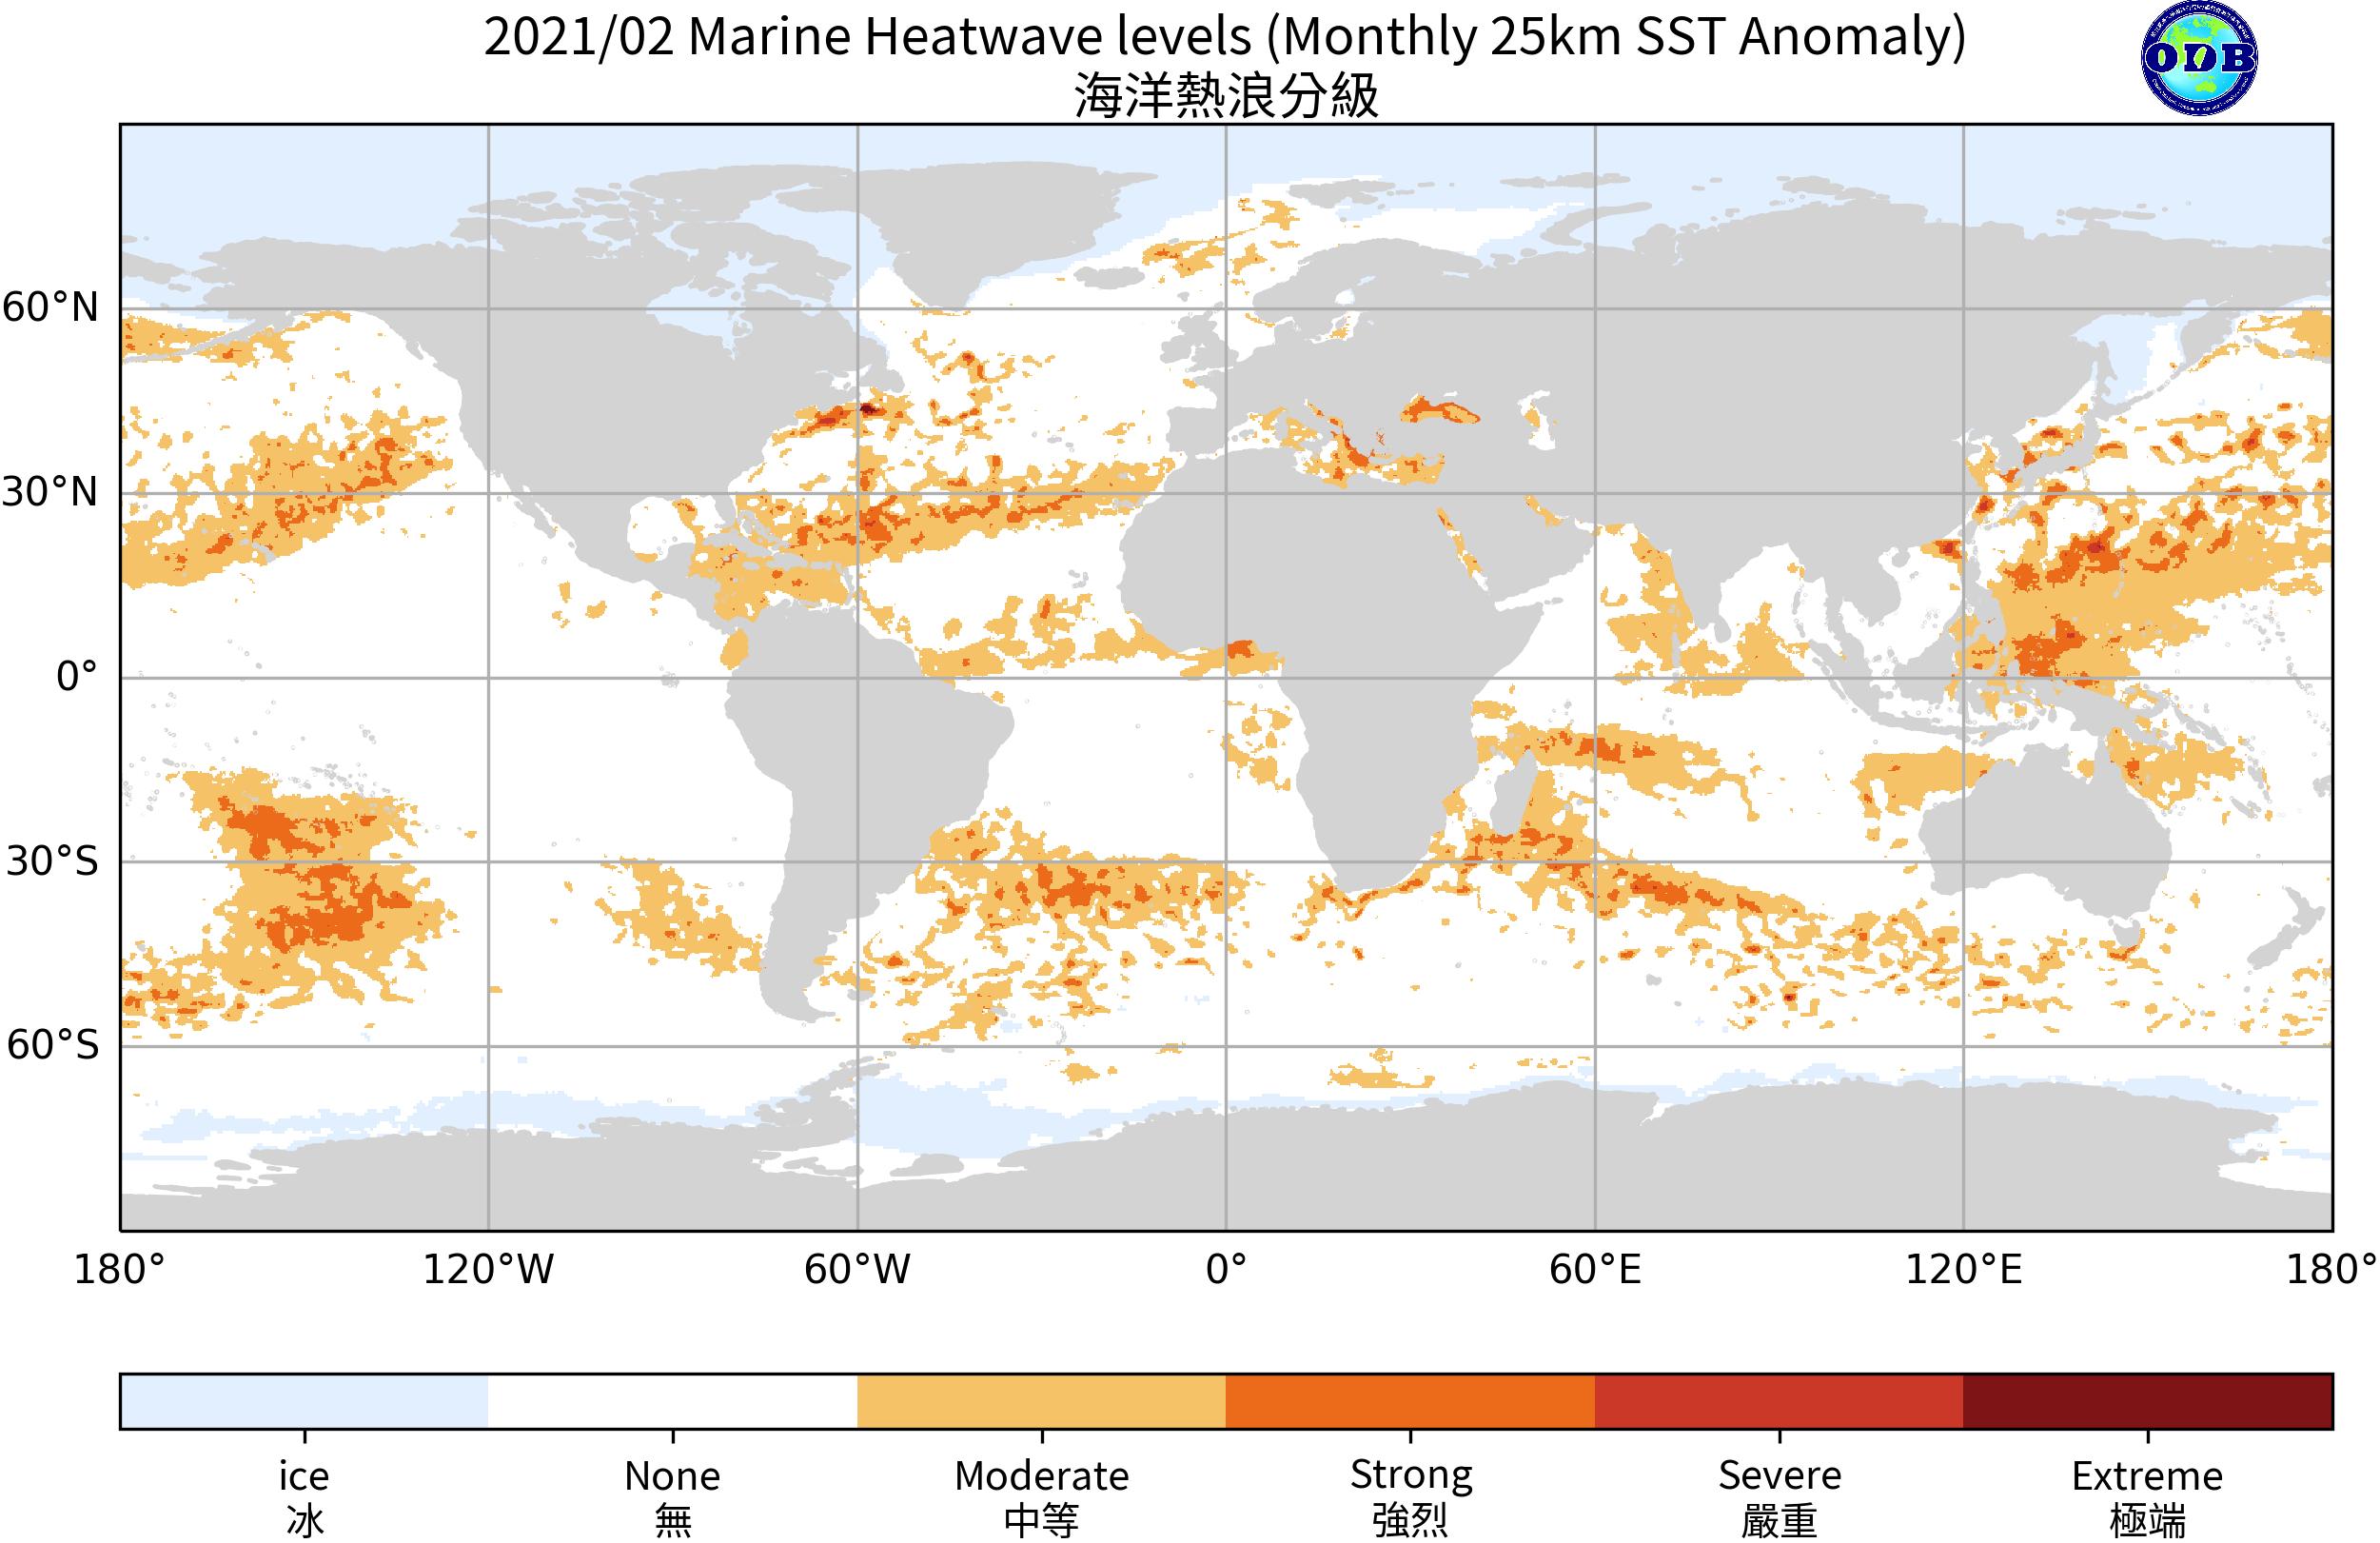 2021/02 Marine Heatwave levels (Monthly 25km SST Anomaly)
海洋熱浪分級
ODB
60°N
30°N
0°
30°S
60°S
180° 120°W 60°W 0° 60°E 120°E 180°
ice None Moderate Strong Severe Extreme
冰 無 中等 強烈 嚴重 極端